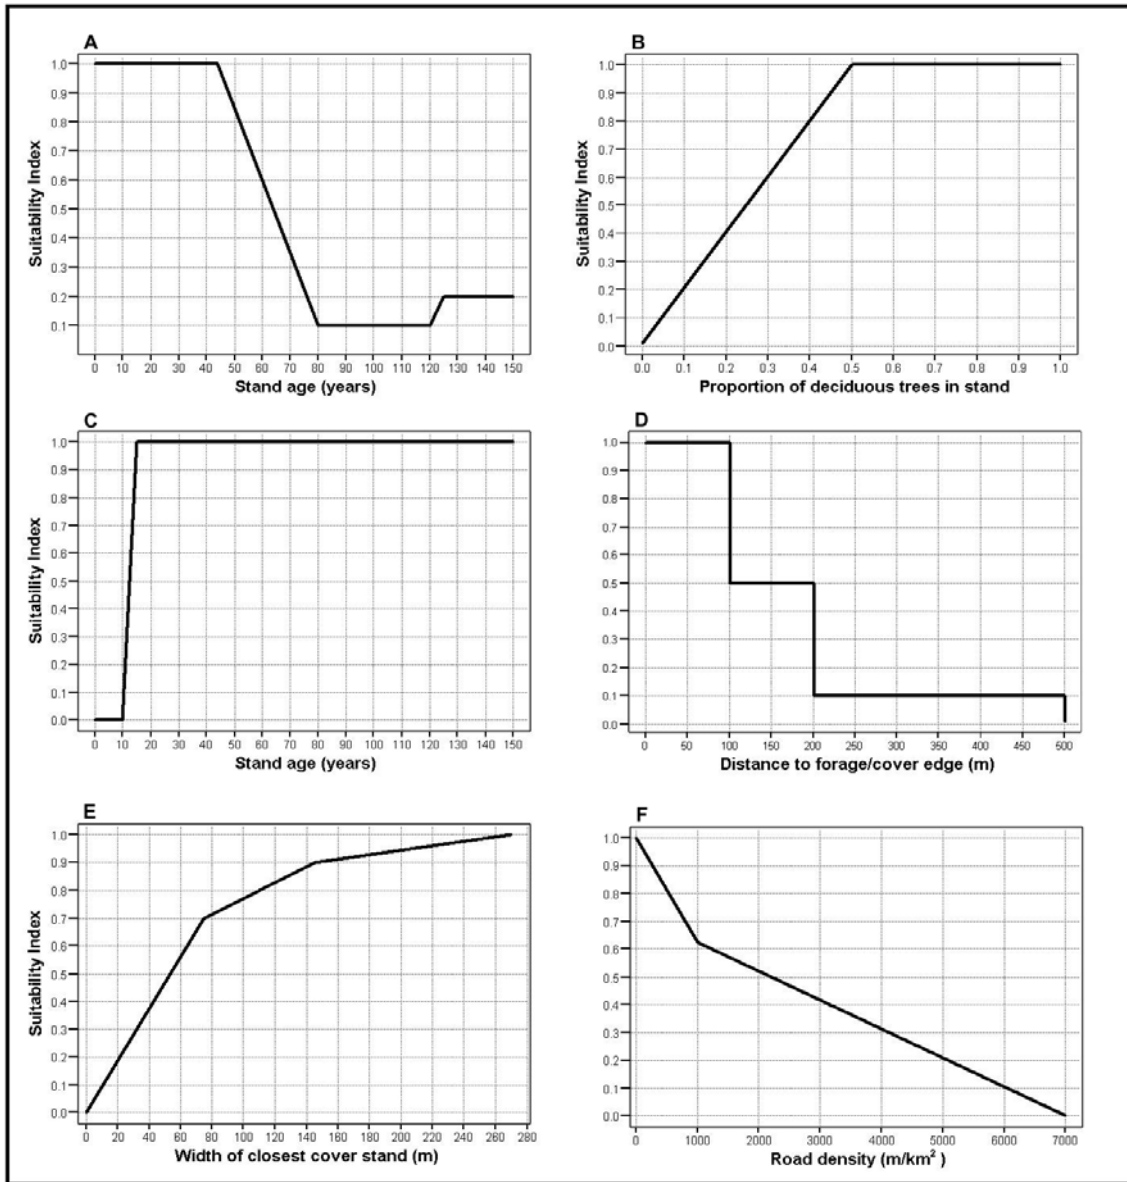 A
Suitability Index
1.0
0.9
0.8
0.7
0.6
0.5
0.4
0.3
0.2
0.1
0 10 20 30 40 50 60 70 80 90 100 110 120 130 140 150
Stand age (years)
B
Suitability Index
1.0
0.9
0.8
0.7
0.6
0.5
0.4
0.3
0.2
0.1
0.0
0.0 0.1 0.2 0.3 0.4 0.5 0.6 0.7 0.8 0.9 1.0
Proportion of deciduous trees in stand
C
Suitability Index
1.0
0.9
0.8
0.7
0.6
0.5
0.4
0.3
0.2
0.1
0.0
0 10 20 30 40 50 60 70 80 90 100 110 120 130 140 150
Stand age (years)
D
1.0
0.9
0.8
0.7
0.6
0.5
0.4
0.3
0.2
0.1
0.0
0 50 100 150 200 250 300 350 400 450 500
Distance to forage/cover edge (m)
E
Suitability Index
1.0
0.9
0.8
0.7
0.6
0.5
0.4
0.3
0.2
0.1
0.0
0 20 40 60 80 100 120 140 160 180 200 220 240 260 280
Width of closest cover stand (m)
F
1.0
0.9
0.8
0.7
0.6
0.5
0.4
0.3
0.2
0.1
0.0
0 1000 2000 3000 4000 5000 6000 7000
Road density (m/km²)